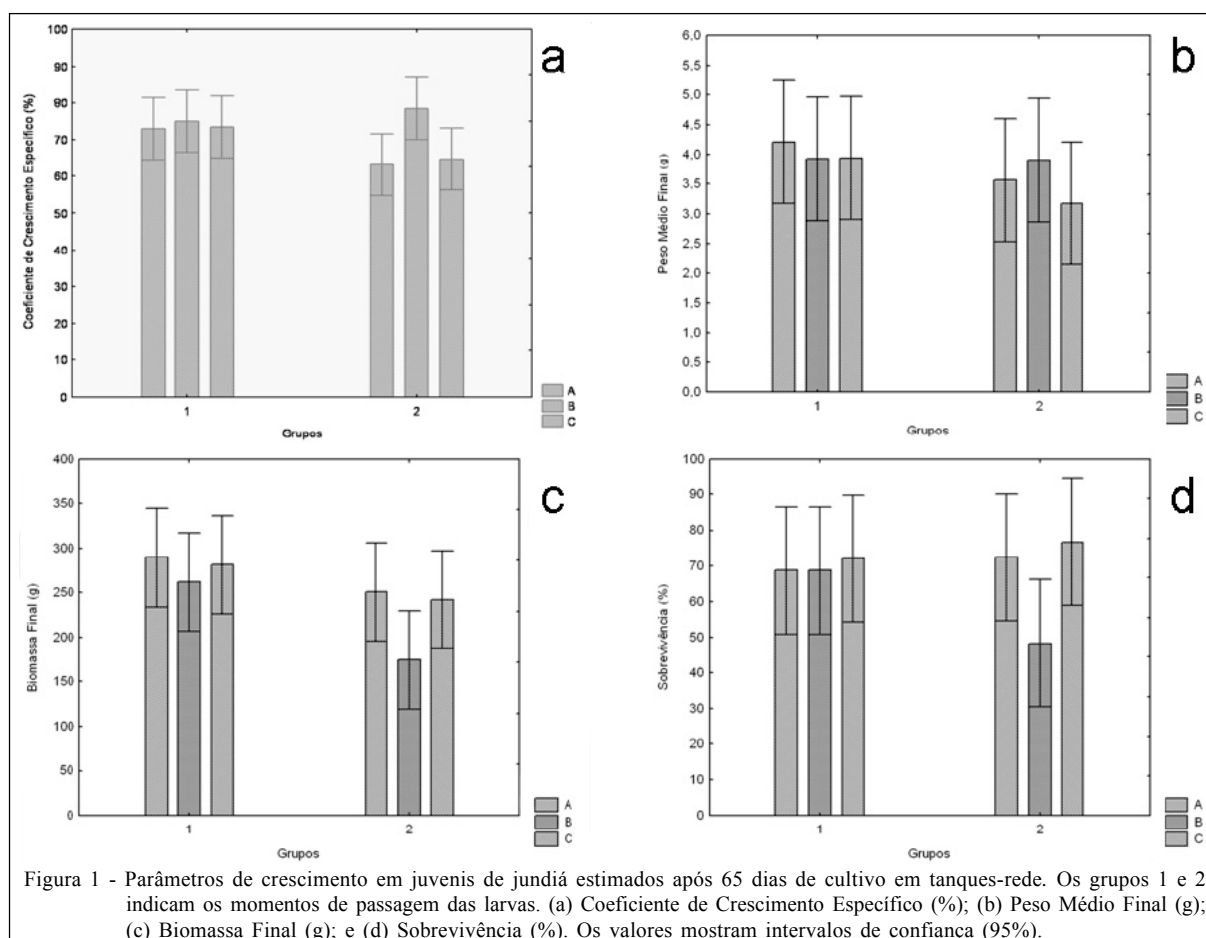 a
Coeficiente de Crescimento Específico (%)
100
90
80
70
60
50
40
30
20
10
0
1
2
Grupos
A
B
C
b
Peso Médio Final (g)
6,0
5,5
5,0
4,5
4,0
3,5
3,0
2,5
2,0
1,5
1,0
0,5
0,0
1
2
Grupos
A
B
C
c
Biomassa Final (g)
400
350
300
250
200
150
100
50
0
1
2
Grupos
A
B
C
d
Sobrevivência (%)
100
90
80
70
60
50
40
30
20
10
0
1
2
Grupos
A
B
C
Figura 1 - Parâmetros de crescimento em juvenis de jundiá estimados após 65 dias de cultivo em tanques-rede. Os grupos 1 e 2
indicam os momentos de passagem das larvas. (a) Coeficiente de Crescimento Específico (%); (b) Peso Médio Final (g);
(c) Biomassa Final (g); e (d) Sobrevivência (%). Os valores mostram intervalos de confiança (95%).